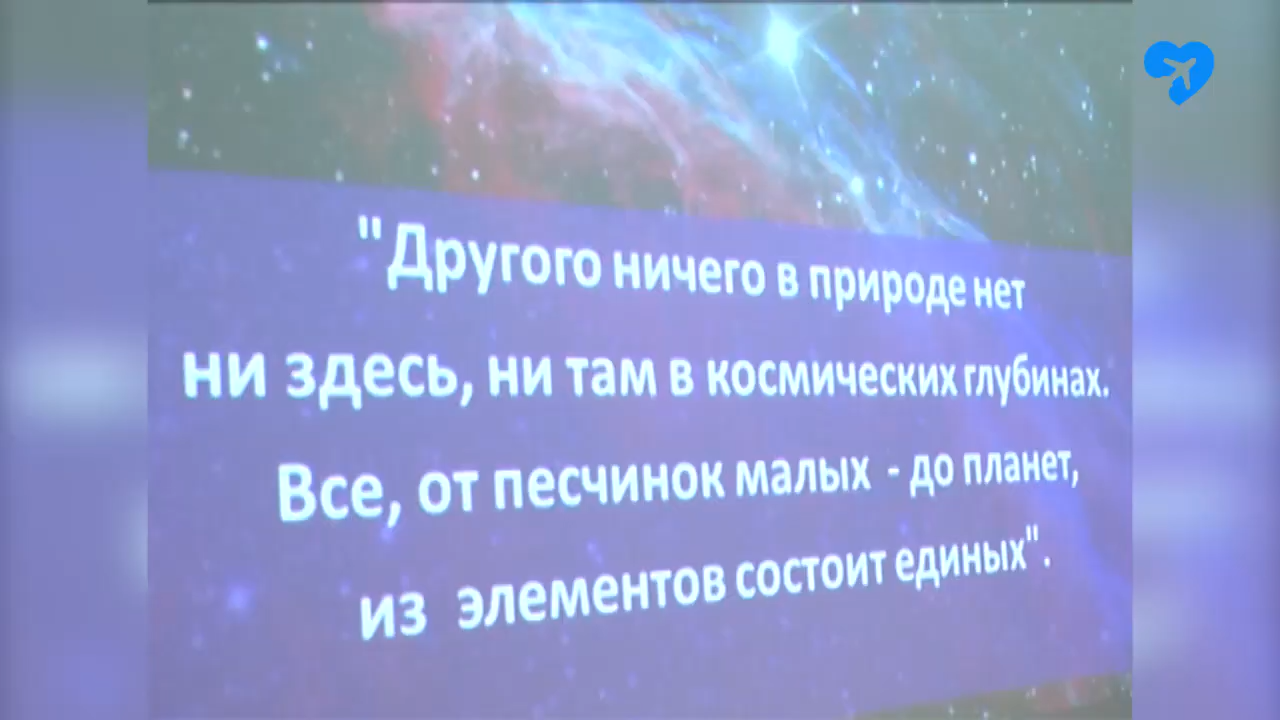 "Другого ничего в природе нет
ни здесь, ни там в космических глубинах.
Все, от песчинок малых - до планет,
из элементов состоит единых".